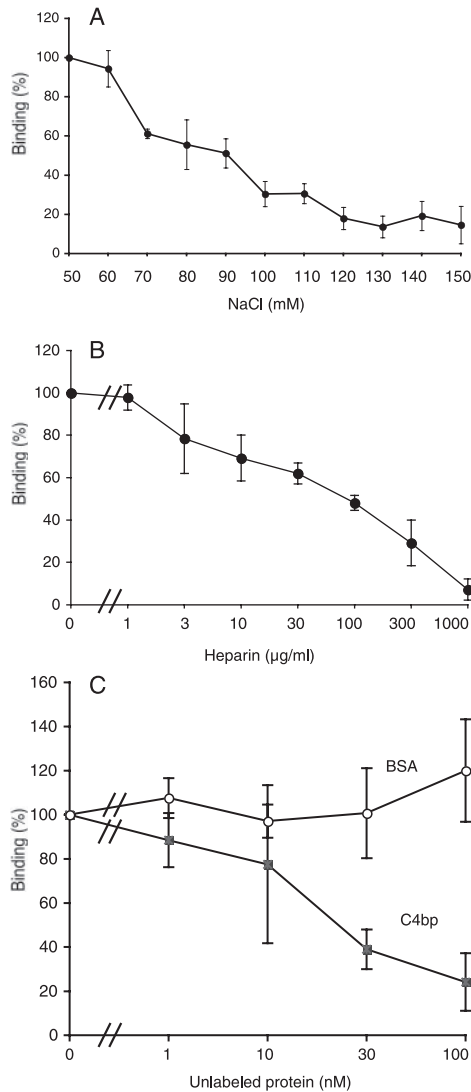 A
120
100
80
60
40
20
0
Binding (%)
50 60 70 80 90 100 110 120 130 140 150
NaCl (mM)
B
120
100
80
60
40
20
0
Binding (%)
0 1 3 10 30 100 300 1000
Heparin (µg/ml)
C
160
140
120
100
80
60
40
20
0
Binding (%)
BSA
C4bp
0 1 10 30 100
Unlabeled protein (nM)